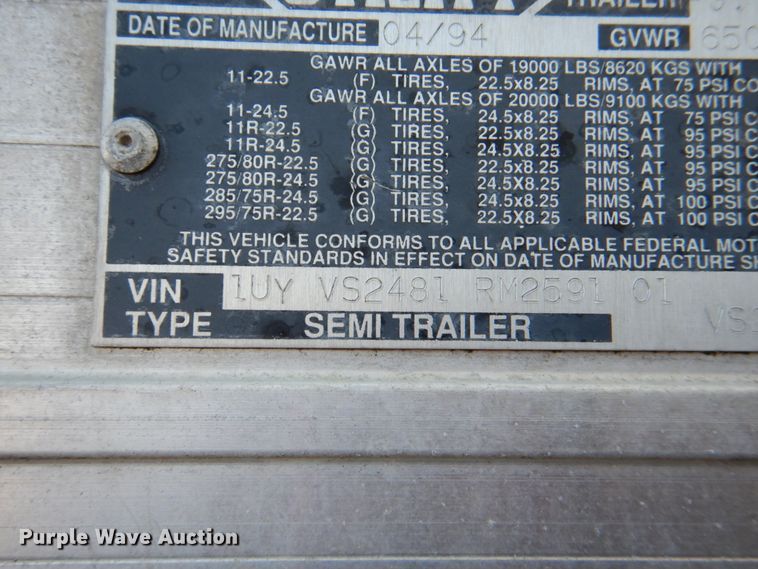 TRAILER
DATE OF MANUFACTURE 04/94 GVWR 650
GAWR ALL AXLES OF 19000 LBS/8620 KGS WITH
11-22.5 (F) TIRES, 22.5x8.25 RIMS, AT 75 PSI CO
GAWR ALL AXLES OF 20000 LBS/9100 KGS WITH
11-24.5 (F) TIRES, 24.5x8.25 RIMS, AT 75 PSI C
11R-22.5 (G) TIRES, 22.5x8.25 RIMS, AT 95 PSI C
11R-24.5 (G) TIRES, 24.5x8.25 RIMS, AT 95 PSI C
275/80R-22.5 (G) TIRES, 22.5X8.25 RIMS, AT 95 PSI C
275/80R-24.5 (G) TIRES, 24.5X8.25 RIMS, AT 95 PSI C
285/75R-24.5 (G) TIRES, 24.5X8.25 RIMS, AT 100 PSI C
295/75R-22.5 (G) TIRES, 22.5X8.25 RIMS, AT 100 PSI C
THIS VEHICLE CONFORMS TO ALL APPLICABLE FEDERAL MOT
SAFETY STANDARDS IN EFFECT ON DATE OF MANUFACTURE SH
VIN 1UY VS2481 RM2591 01
TYPE SEMI TRAILER VS2
Purple Wave Auction